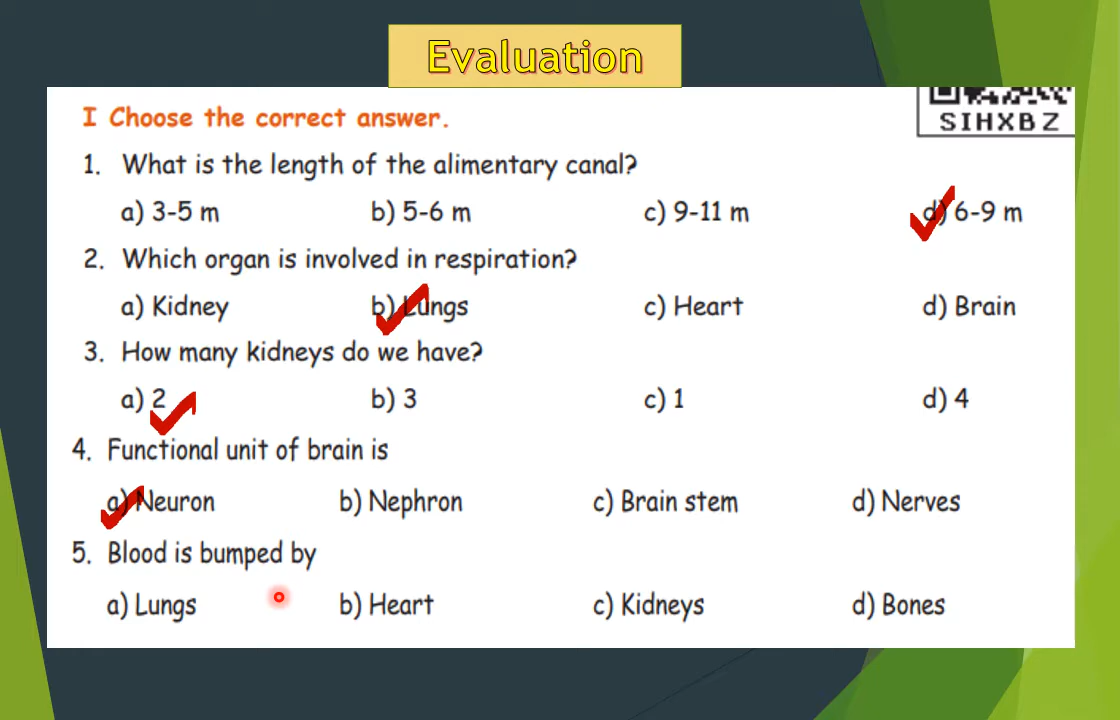 Evaluation
SIHXBZ
I Choose the correct answer.
1. What is the length of the alimentary canal?
a) 3-5 m b) 5-6 m c) 9-11 m d) 6-9 m
2. Which organ is involved in respiration?
a) Kidney b) Lungs c) Heart d) Brain
3. How many kidneys do we have?
a) 2 b) 3 c) 1 d) 4
4. Functional unit of brain is
a) Neuron b) Nephron c) Brain stem d) Nerves
5. Blood is bumped by
a) Lungs b) Heart c) Kidneys d) Bones